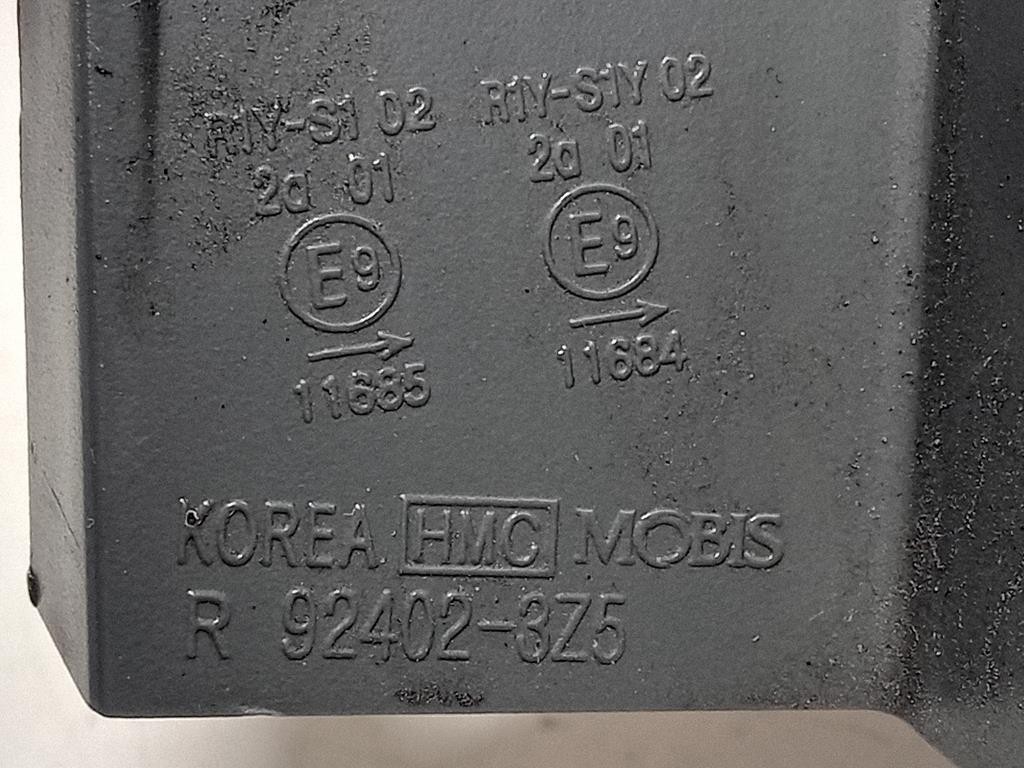 R1Y-S1 02
2a 01
E9
→
11685
R1Y-S1Y 02
2a 01
E9
→
11684
KOREA HMC MOBIS
R 92402-3Z5